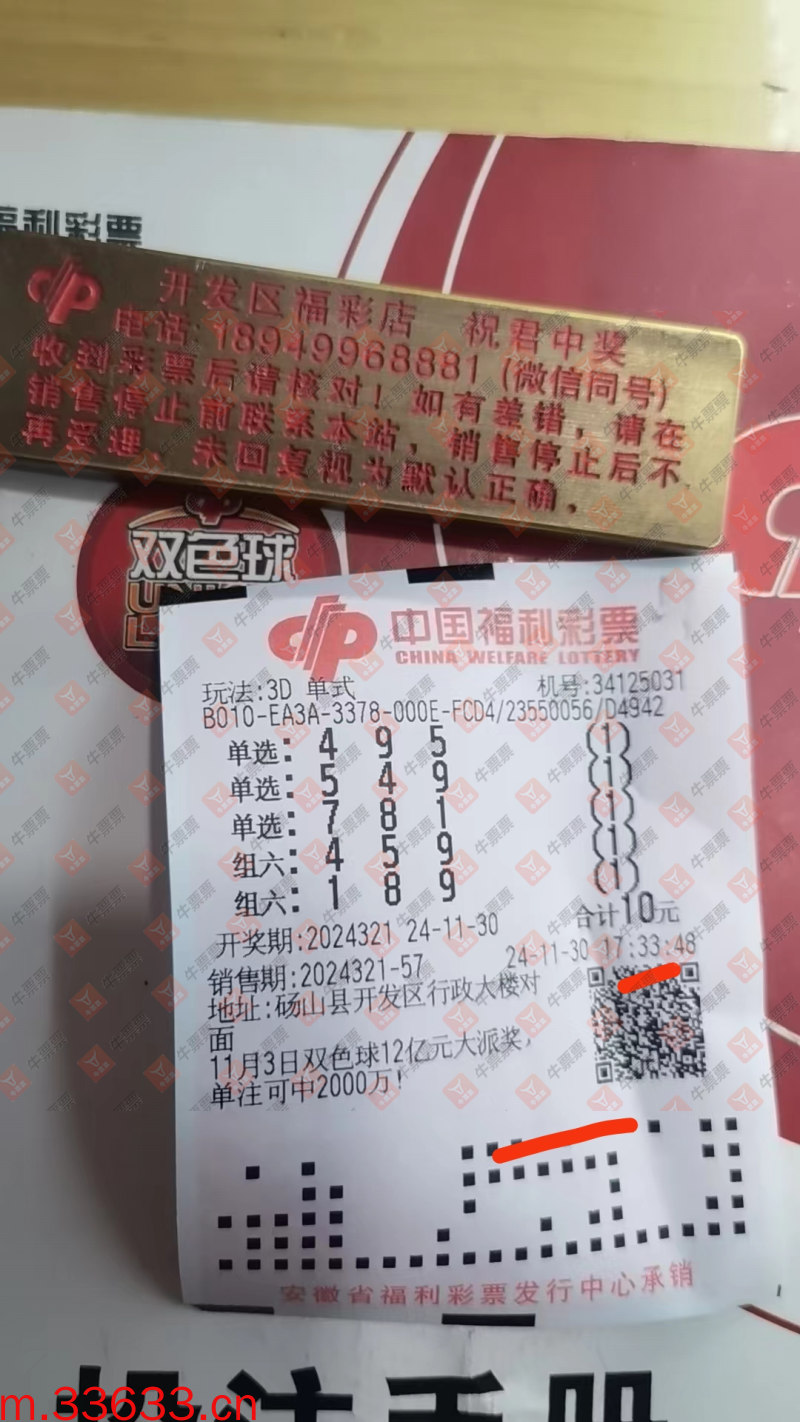 福利彩票
开发区福彩店 祝君中奖
电话:18949968881(微信同号)
收到彩票后请核对！如有差错，请在
销售停止前联系本站，销售停止后不
再受理，未回复视为默认正确，
双色球
中国福利彩票
CHINA WELFARE LOTTERY
玩法:3D 单式 机号:34125031
B010-EA3A-3378-000E-FCD4/23550056/D4942
单选: 4 9 5 (1)
单选: 5 4 9 (1)
单选: 7 8 1 (1)
组六: 4 5 9 (1)
组六: 1 8 9 (1)
合计10元
开奖期:2024321 24-11-30
销售期:2024321-57 24-11-30 17:33:48
地址:砀山县开发区行政大楼对
面
11月3日双色球12亿元大派奖，
单注可中2000万！
安徽省福利彩票发行中心承销
m.33633.cn
牛票票